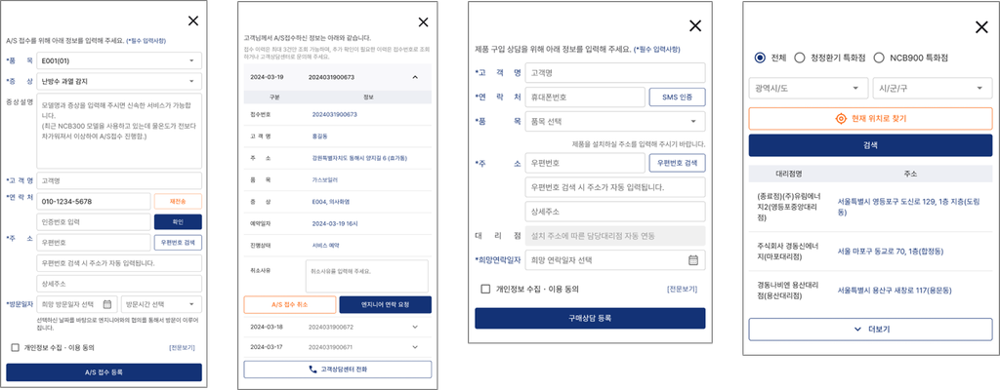 A/S 접수를 위해 아래 정보를 입력해 주세요. (*필수 입력사항)
*품 목 E001(01)
*증 상 난방수 과열 감지
증상설명 모델명과 증상을 입력해 주시면 신속한 서비스가 가능합니다.
(최근 NCB300 모델을 사용하고 있는데 물온도가 전보다
차가워져서 이상하여 A/S접수 진행함.)
*고 객 명 고객명
*연 락 처 010-1234-5678 재전송
인증번호 입력 확인
*주 소 우편번호 우편번호 검색
우편번호 검색 시 주소가 자동 입력됩니다.
상세주소
*방문일자 희망 방문일자 선택 방문시간 선택
선택하신 날짜를 바탕으로 엔지니어와의 협의를 통해서 방문이 이루어
집니다.
개인정보 수집 · 이용 동의 [전문보기]
A/S 접수 등록
고객님께서 A/S접수하신 정보는 아래와 같습니다.
접수 이력은 최대 3건만 조회 가능하며, 추가 확인이 필요한 이력은 접수번호로 조회
하거나 고객상담센터로 문의해 주세요.
2024-03-19 2024031900673
구분 정보
접수번호 2024031900673
고 객 명 홍길동
주 소 강원특별자치도 동해시 양지길 6 (효가동)
품 목 가스보일러
증 상 E004, 의사화염
예약일자 2024-03-19 16시
진행상태 서비스 예약
취소사유 취소사유를 입력해 주세요.
A/S 접수 취소 엔지니어 연락 요청
2024-03-18 2024031900672
2024-03-17 2024031900671
고객상담센터 전화
제품 구입 상담을 위해 아래 정보를 입력해 주세요. (*필수 입력사항)
*고 객 명 고객명
*연 락 처 휴대폰번호 SMS 인증
*품 목 품목 선택
제품을 설치하실 주소를 입력해 주시기 바랍니다.
*주 소 우편번호 우편번호 검색
우편번호 검색 시 주소가 자동 입력됩니다.
상세주소
대 리 점 설치 주소에 따른 담당대리점 자동 연동
*희망연락일자 희망 연락일자 선택
개인정보 수집 · 이용 동의 [전문보기]
구매상담 등록
전체 청정환기 특화점 NCB900 특화점
광역시/도 시/군/구
현재 위치로 찾기
검색
대리점명 주소
(종료점)(주)유림에너
지2(영등포중앙대리
점)
서울특별시 영등포구 도신로 129, 1층 지층(도림
동)
주식회사 경동신에너
지(마포대리점)
서울 마포구 동교로 70, 1층(합정동)
경동나비엔 용산대리
점(용산대리점)
서울특별시 용산구 새창로 117(용문동)
더보기